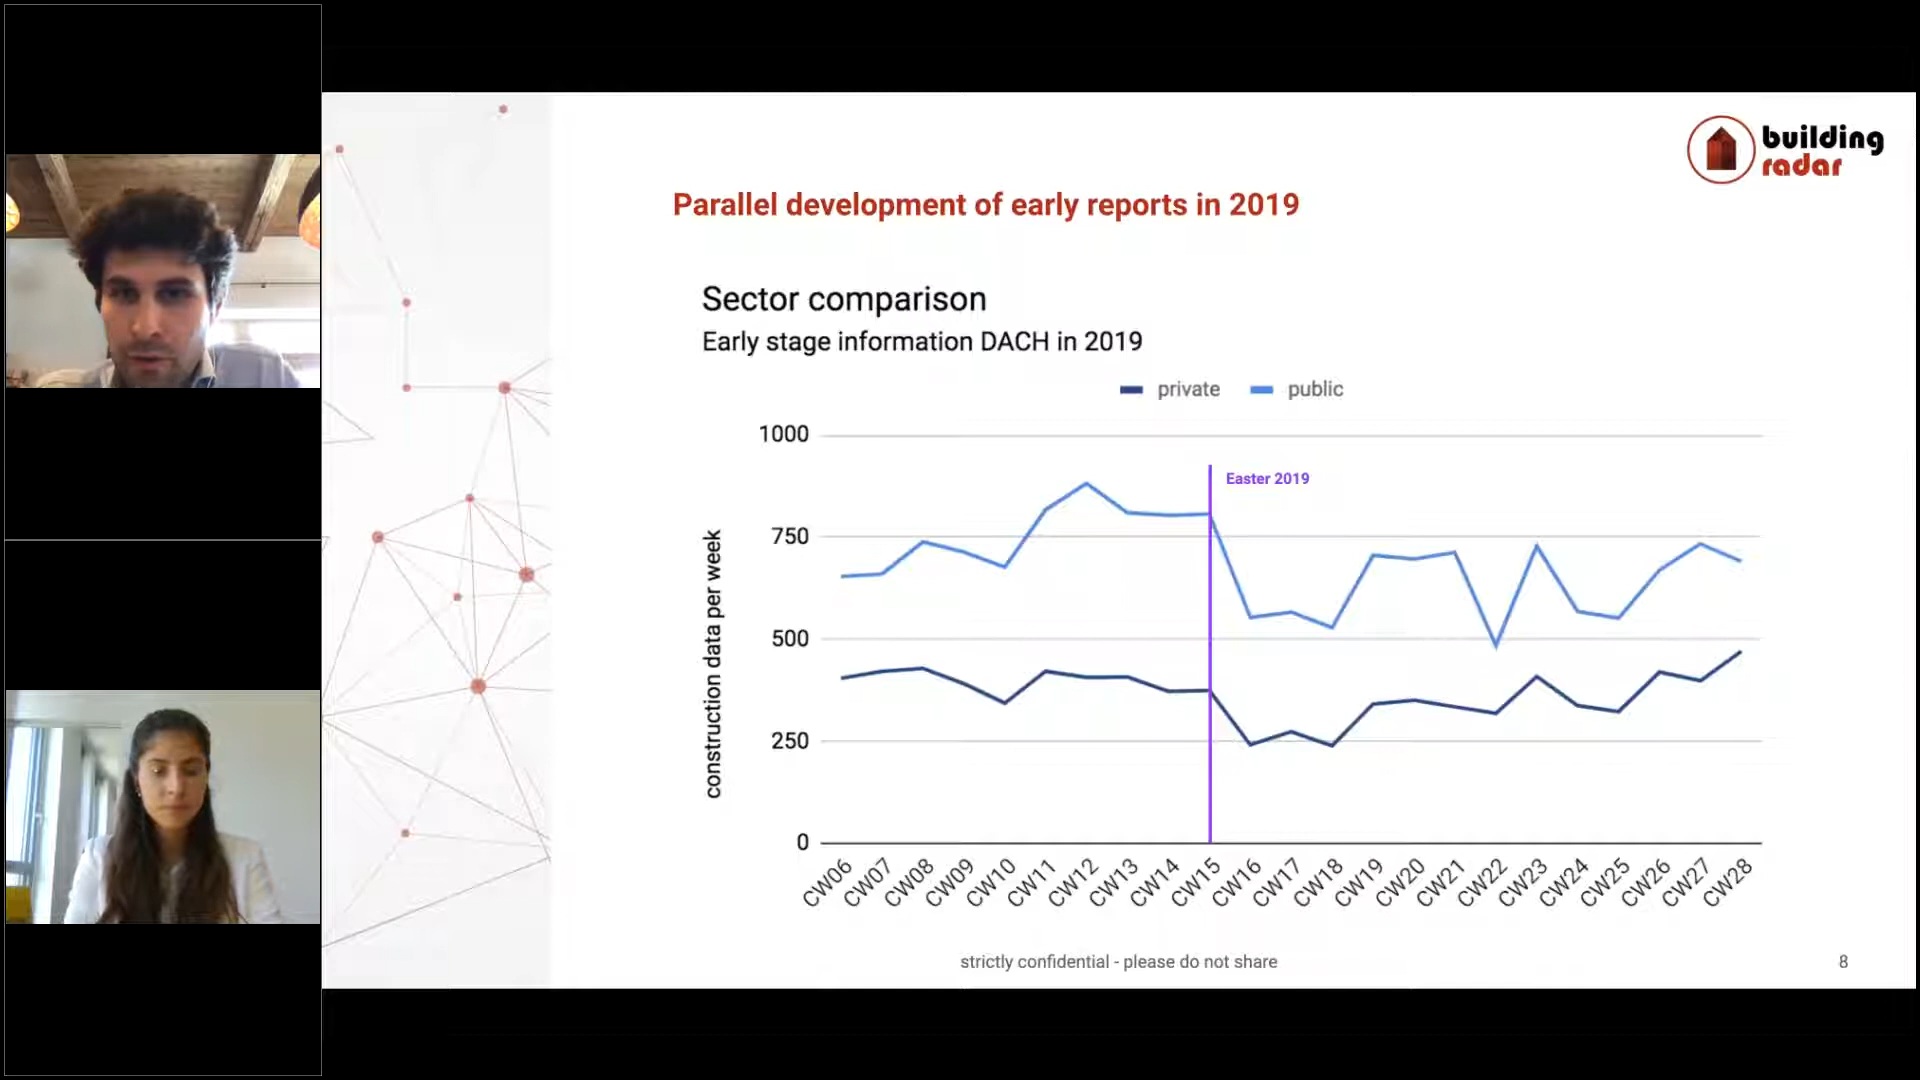 building
radar
Parallel development of early reports in 2019
Sector comparison
Early stage information DACH in 2019
private
public
1000
750
500
250
0
construction data per week
Easter 2019
CW06
CW07
CW08
CW09
CW10
CW11
CW12
CW13
CW14
CW15
CW16
CW17
CW18
CW19
CW20
CW21
CW22
CW23
CW24
CW25
CW26
CW27
CW28
strictly confidential - please do not share
8